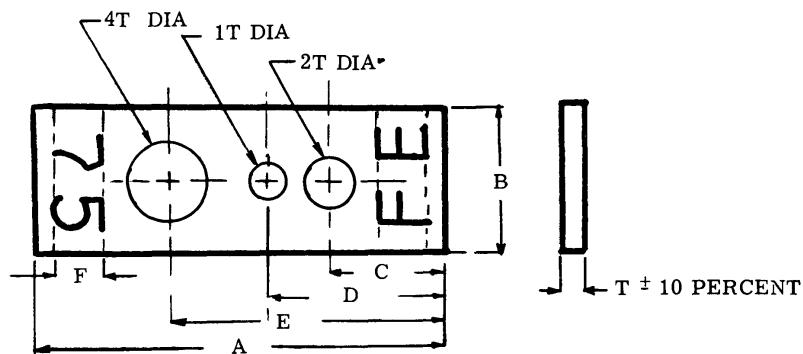 4T DIA
1T DIA
2T DIA
75
FE
B
F
C
D
E
A
T ± 10 PERCENT